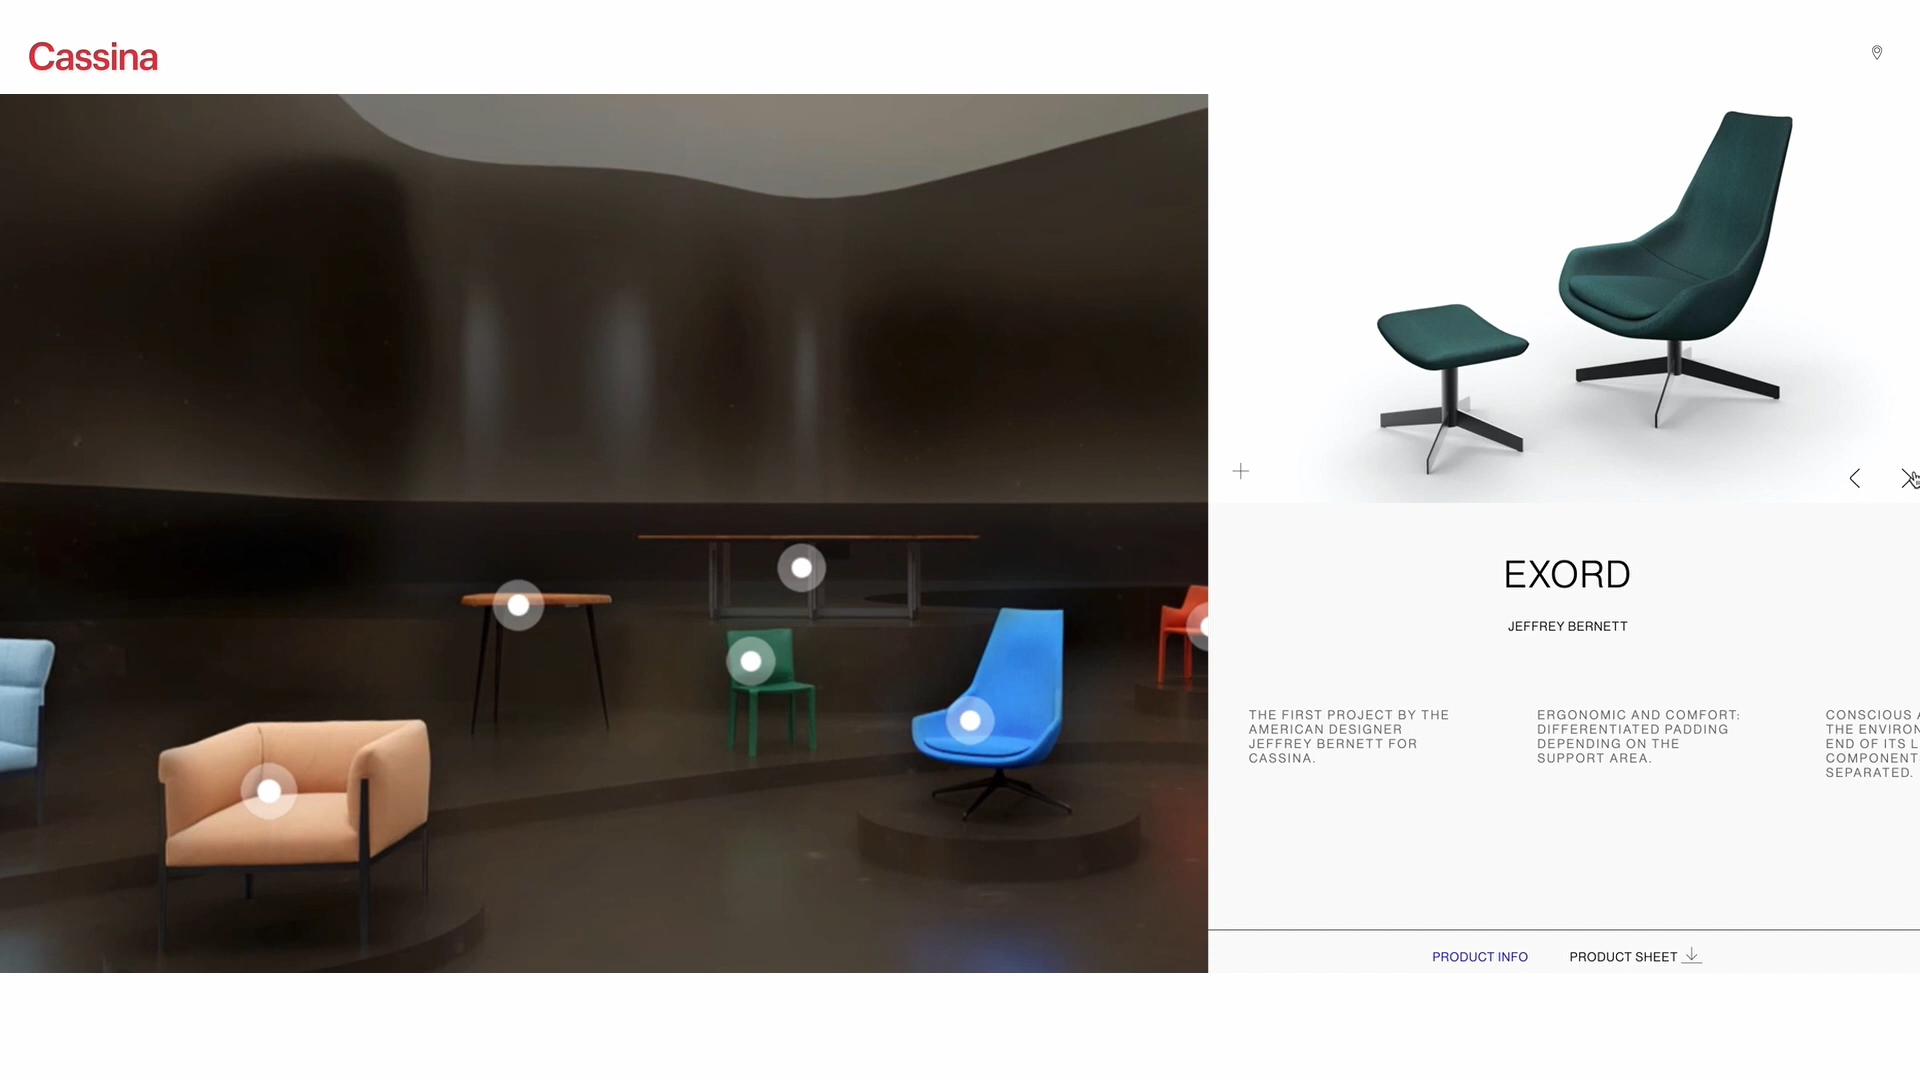 Cassina
EXORD
JEFFREY BERNETT
THE FIRST PROJECT BY THE
AMERICAN DESIGNER
JEFFREY BERNETT FOR
CASSINA.
ERGONOMIC AND COMFORT:
DIFFERENTIATED PADDING
DEPENDING ON THE
SUPPORT AREA.
CONSCIOUS
THE ENVIRON
END OF ITS L
COMPONENT
SEPARATED.
PRODUCT INFO
PRODUCT SHEET